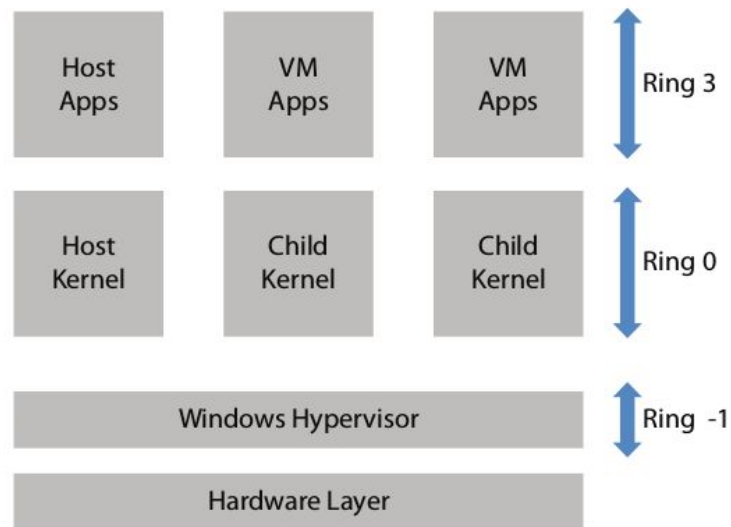 Host
Apps
VM
Apps
VM
Apps
Ring 3
Host
Kernel
Child
Kernel
Child
Kernel
Ring 0
Windows Hypervisor
Ring -1
Hardware Layer